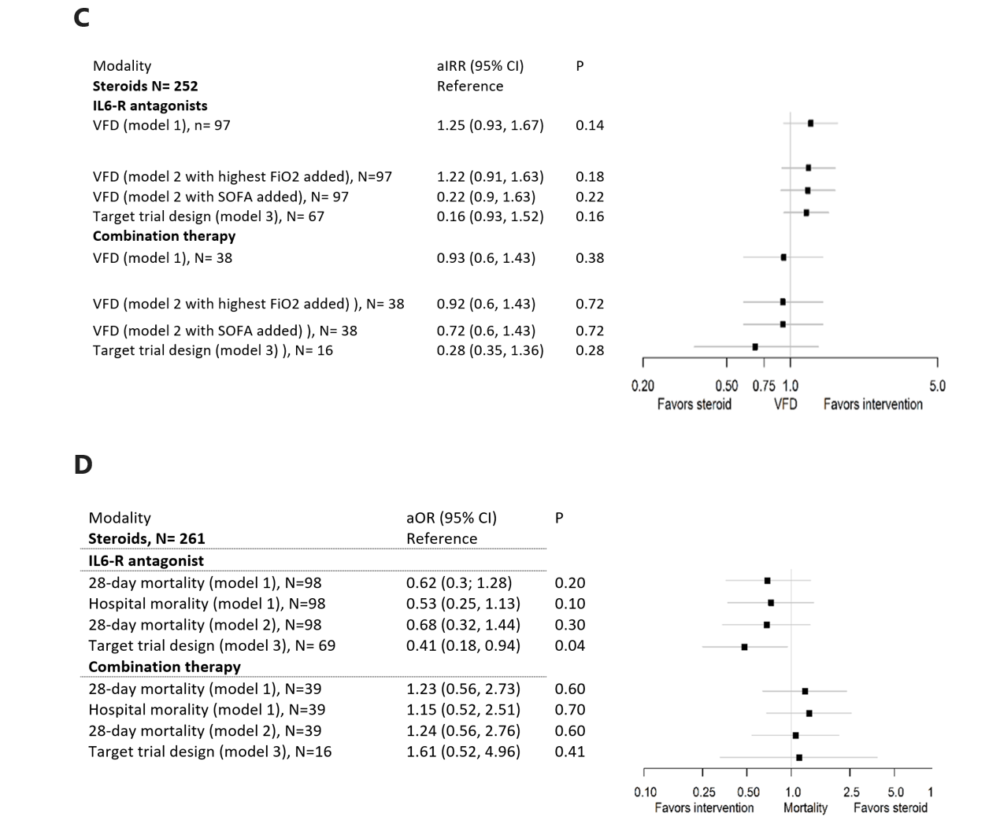 C
Modality aIRR (95% CI) P
Steroids N= 252 Reference
IL6-R antagonists
VFD (model 1), n= 97 1.25 (0.93, 1.67) 0.14
VFD (model 2 with highest FiO2 added), N=97 1.22 (0.91, 1.63) 0.18
VFD (model 2 with SOFA added), N= 97 0.22 (0.9, 1.63) 0.22
Target trial design (model 3), N= 67 0.16 (0.93, 1.52) 0.16
Combination therapy
VFD (model 1), N= 38 0.93 (0.6, 1.43) 0.38
VFD (model 2 with highest FiO2 added) ), N= 38 0.92 (0.6, 1.43) 0.72
VFD (model 2 with SOFA added) ), N= 38 0.72 (0.6, 1.43) 0.72
Target trial design (model 3) ), N= 16 0.28 (0.35, 1.36) 0.28
0.20 0.50 0.75 1.0 5.0
Favors steroid VFD Favors intervention
D
Modality aOR (95% CI) P
Steroids, N= 261 Reference
IL6-R antagonist
28-day mortality (model 1), N=98 0.62 (0.3; 1.28) 0.20
Hospital morality (model 1), N=98 0.53 (0.25, 1.13) 0.10
28-day mortality (model 2), N=98 0.68 (0.32, 1.44) 0.30
Target trial design (model 3), N= 69 0.41 (0.18, 0.94) 0.04
Combination therapy
28-day mortality (model 1), N=39 1.23 (0.56, 2.73) 0.60
Hospital morality (model 1), N=39 1.15 (0.52, 2.51) 0.70
28-day mortality (model 2), N=39 1.24 (0.56, 2.76) 0.60
Target trial design (model 3), N=16 1.61 (0.52, 4.96) 0.41
0.10 0.25 0.50 1.0 2.5 5.0 1
Favors intervention Mortality Favors steroid